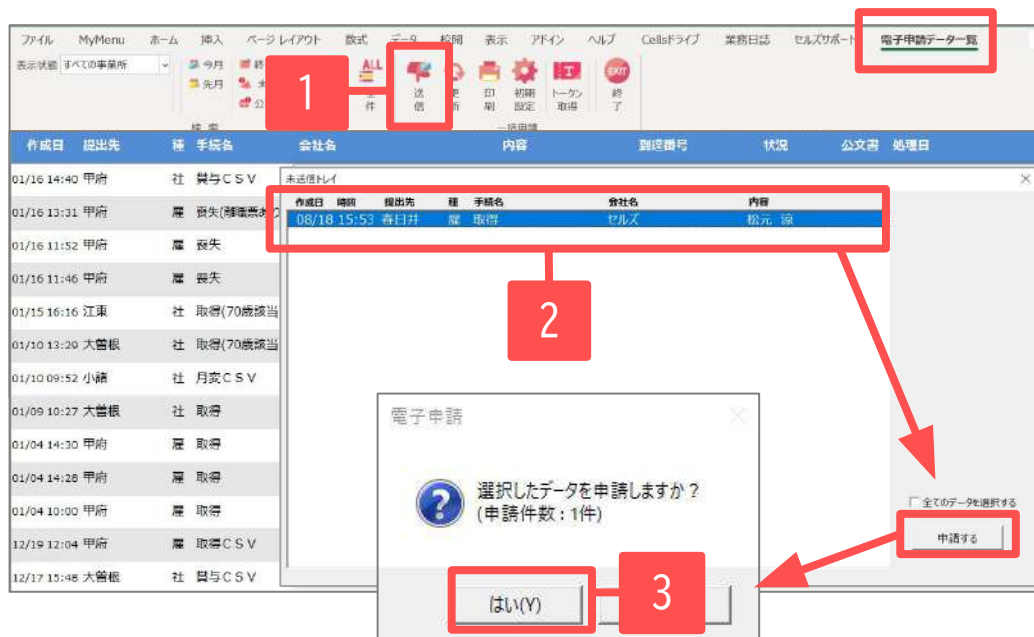 ファイル MyMenu ホーム 挿入 ページ レイアウト 数式 データ 校閲 表示 アドイン ヘルプ Cellsドライブ 業務日誌 セルズサポート 電子申請データ一覧
表示状態 すべての事業所 今月 先月
1
ALL 件 送信 印刷 初期設定 トークン取得 EXIT 終了
検索 一括申請
作成日 提出先 種 手続名 会社名 内容 到達番号 状況 公文書 処理日
01/16 14:40 甲府 社 賞与CSV
01/16 13:31 甲府 雇 喪失(離職票あり
01/16 11:52 甲府 雇 喪失
01/16 11:46 甲府 雇 喪失
01/15 16:16 江東 社 取得(70歳該当
01/10 13:29 大曽根 社 取得(70歳該当
01/10 09:52 小諸 社 月変CSV
01/09 10:27 大曽根 社 取得
01/04 14:30 甲府 雇 取得
01/04 14:28 甲府 雇 取得
01/04 10:00 甲府 雇 取得
12/19 12:04 甲府 雇 取得CSV
12/17 15:48 大曽根 社 賞与CSV
未送信トレイ
作成日 時間 提出先 種 手続名 会社名 内容
08/18 15:53 春日井 雇 取得 セルズ 松元 涼
2
全てのデータを選択する
申請する
電子申請
選択したデータを申請しますか?
(申請件数:1件)
はい(Y)
3